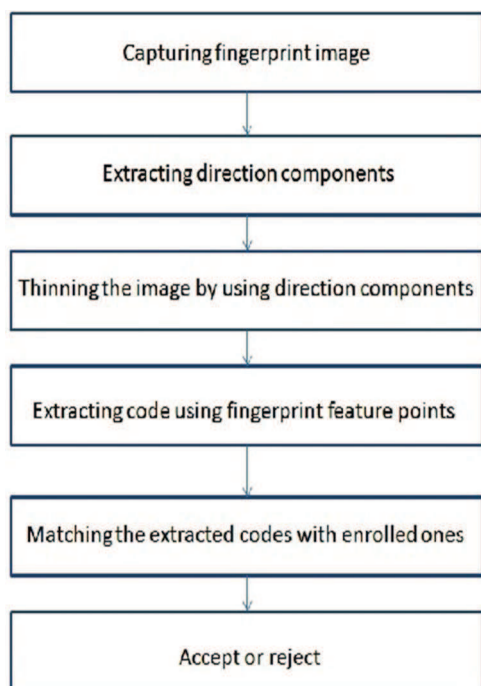 Capturing fingerprint image
Extracting direction components
Thinning the image by using direction components
Extracting code using fingerprint feature points
Matching the extracted codes with enrolled ones
Accept or reject